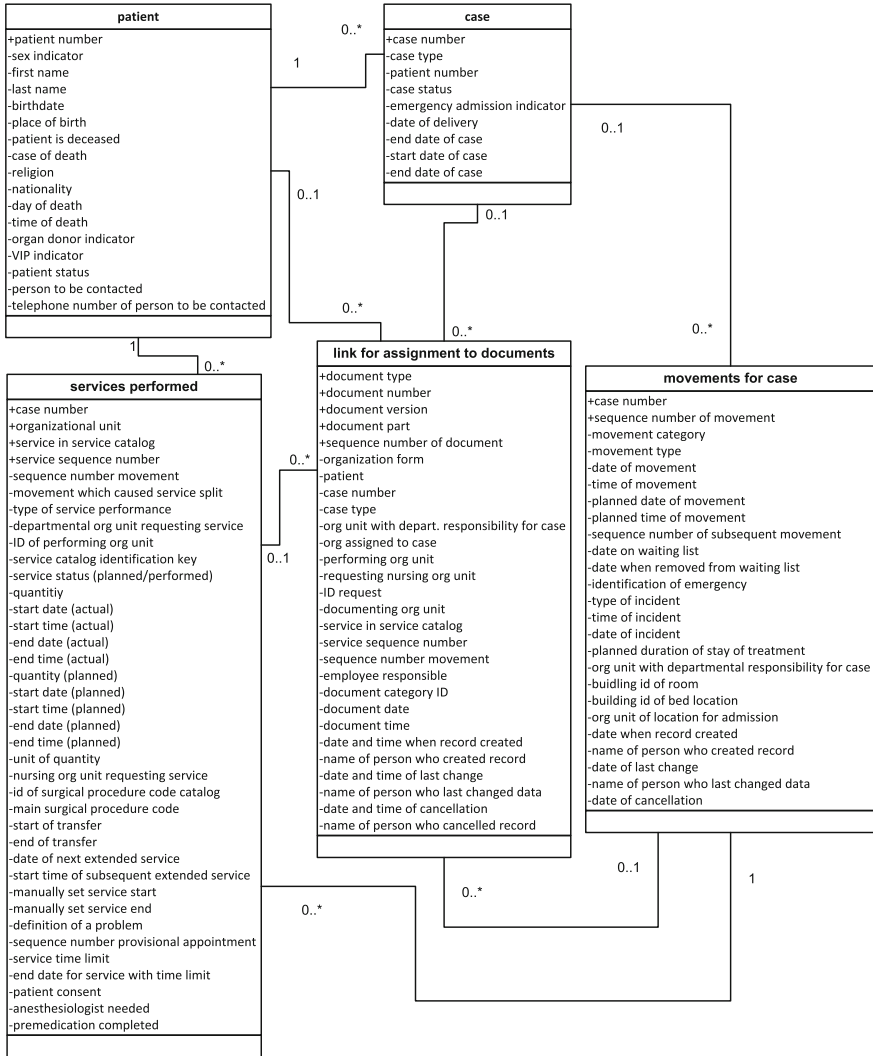 patient
+patient number
-sex indicator
-first name
-last name
-birthdate
-place of birth
-patient is deceased
-case of death
-religion
-nationality
-day of death
-time of death
-organ donor indicator
-VIP indicator
-patient status
-person to be contacted
-telephone number of person to be contacted
1
0..*
case
+case number
-case type
-patient number
-case status
-emergency admission indicator
-date of delivery
-end date of case
-start date of case
-end date of case
0..1
0..*
0..1
0..*
0..1
0..*
1
0..*
services performed
+case number
+organizational unit
+service in service catalog
+service sequence number
-sequence number movement
-movement which caused service split
-type of service performance
-departmental org unit requesting service
-ID of performing org unit
-service catalog identification key
-service status (planned/performed)
-quantitiy
-start date (actual)
-start time (actual)
-end date (actual)
-end time (actual)
-quantity (planned)
-start date (planned)
-start time (planned)
-end date (planned)
-end time (planned)
-unit of quantity
-nursing org unit requesting service
-id of surgical procedure code catalog
-main surgical procedure code
-start of transfer
-end of transfer
-date of next extended service
-start time of subsequent extended service
-manually set service start
-manually set service end
-definition of a problem
-sequence number provisional appointment
-service time limit
-end date for service with time limit
-patient consent
-anesthesiologist needed
-premedication completed
0..*
0..1
link for assignment to documents
+document type
+document number
+document version
+document part
+sequence number of document
-organization form
-patient
-case number
-case type
-org unit with depart. responsibility for case
-org assigned to case
-performing org unit
-requesting nursing org unit
-ID request
-documenting org unit
-service in service catalog
-service sequence number
-sequence number movement
-employee responsible
-document category ID
-document date
-document time
-date and time when record created
-name of person who created record
-date and time of last change
-name of person who last changed data
-date and time of cancellation
-name of person who cancelled record
movements for case
+case number
+sequence number of movement
-movement category
-movement type
-date of movement
-time of movement
-planned date of movement
-planned time of movement
-sequence number of subsequent movement
-date on waiting list
-date when removed from waiting list
-identification of emergency
-type of incident
-time of incident
-date of incident
-planned duration of stay of treatment
-org unit with departmental responsibility for case
-buidling id of room
-building id of bed location
-org unit of location for admission
-date when record created
-name of person who created record
-date of last change
-name of person who last changed data
-date of cancellation
0..*
0..1
0..*
1